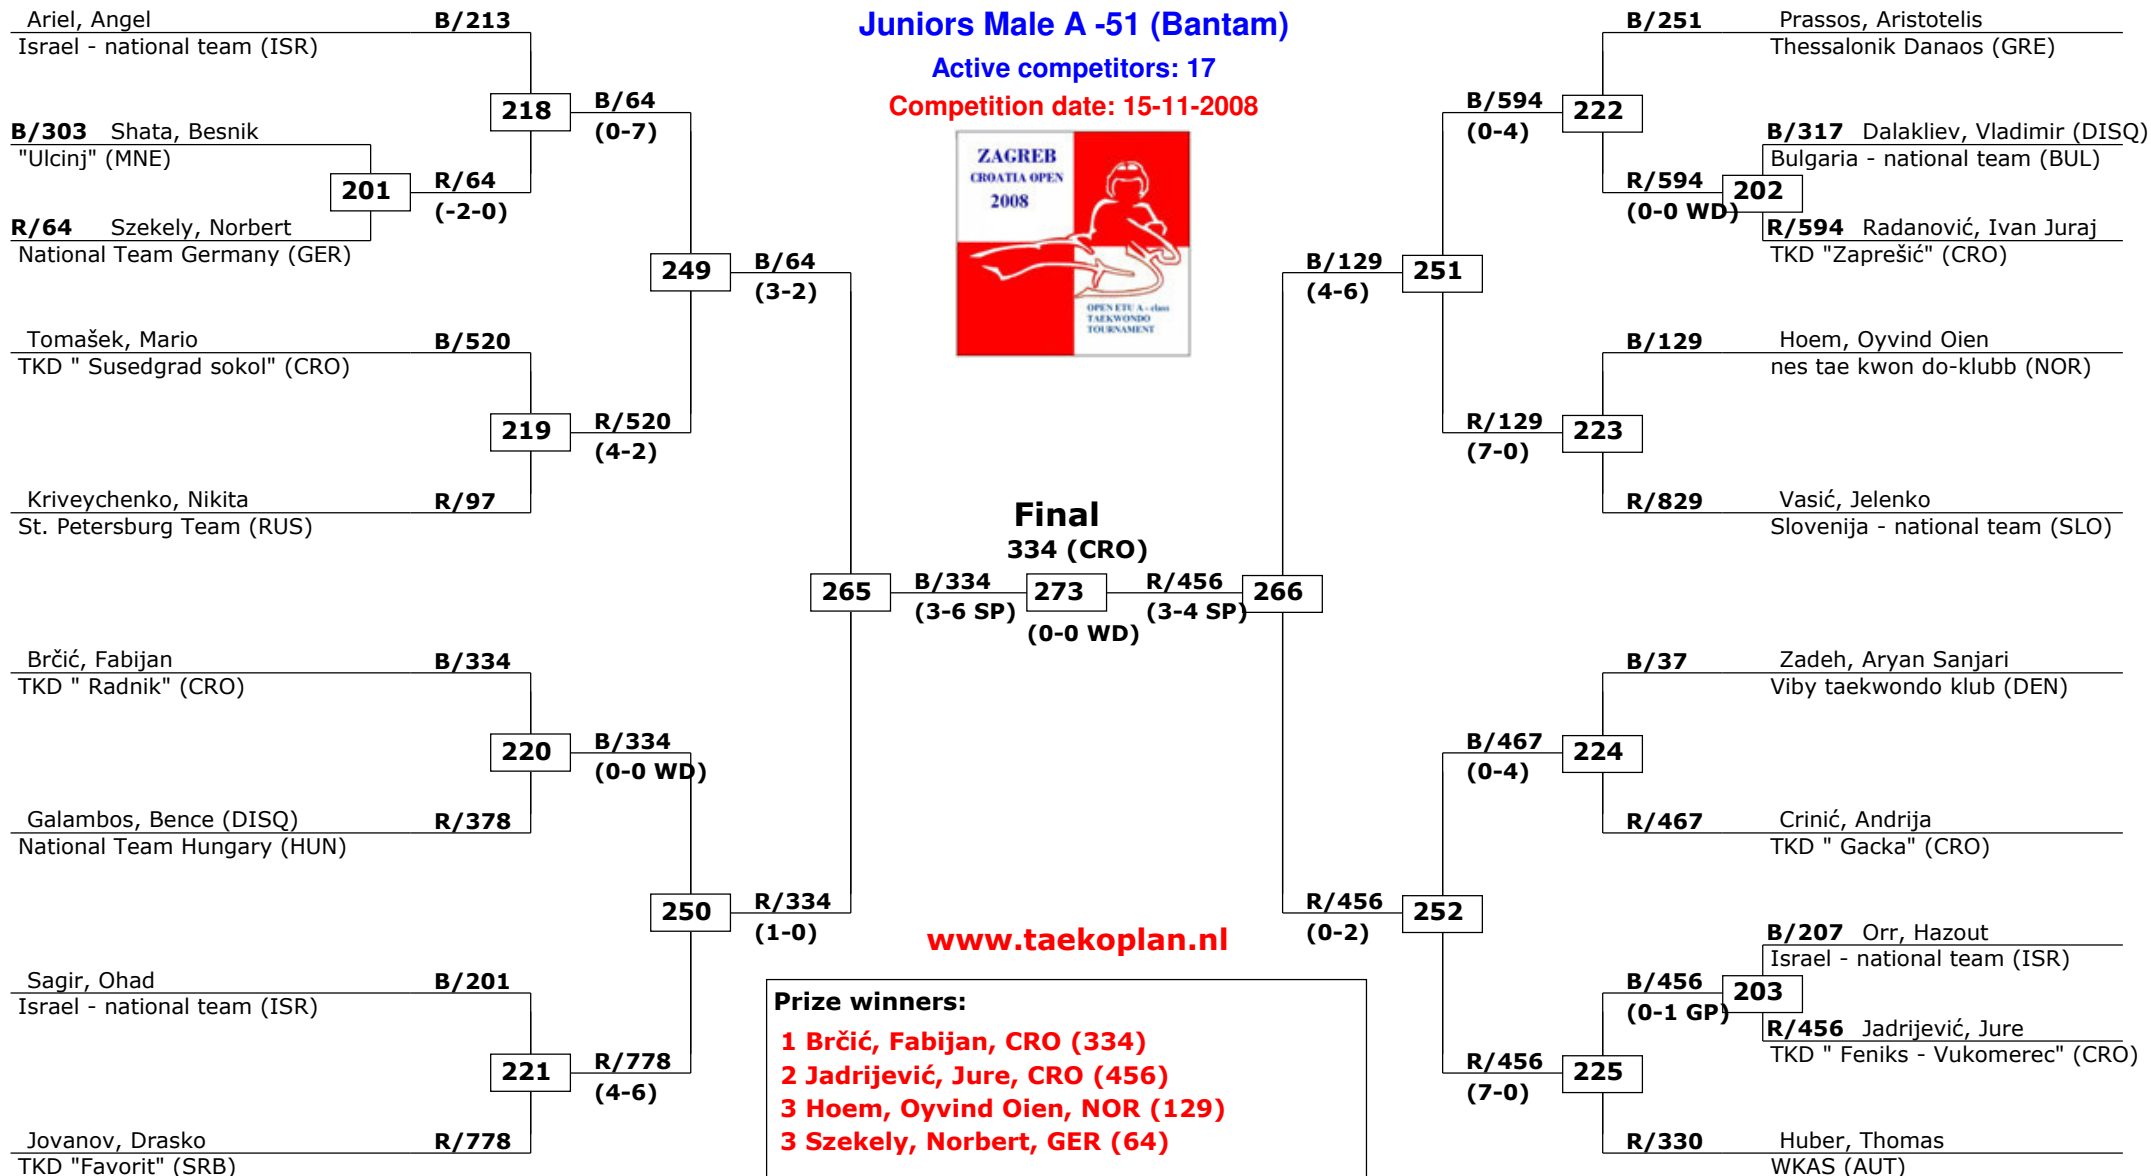 Juniors Male A -51 (Bantam)
Active competitors: 17
Competition date: 15-11-2008
ZAGREB
CROATIA OPEN
2008
OPEN ETU A - class
TAEKWONDO
TOURNAMENT
Ariel, Angel B/213
Israel - national team (ISR)
218 B/64
(0-7)
B/303 Shata, Besnik
"Ulcinj" (MNE)
201 R/64
(-2-0)
R/64 Szekely, Norbert
National Team Germany (GER)
249 B/64
(3-2)
Tomašek, Mario B/520
TKD " Susedgrad sokol" (CRO)
219 R/520
(4-2)
Kriveychenko, Nikita R/97
St. Petersburg Team (RUS)
Brčić, Fabijan B/334
TKD " Radnik" (CRO)
220 B/334
(0-0 WD)
Galambos, Bence (DISQ) R/378
National Team Hungary (HUN)
250 R/334
(1-0)
Sagir, Ohad B/201
Israel - national team (ISR)
221 R/778
(4-6)
Jovanov, Drasko R/778
TKD "Favorit" (SRB)
Final
334 (CRO)
265 B/334 273 R/456 266
(3-6 SP) (0-0 WD) (3-4 SP)
B/251 Prassos, Aristotelis
Thessalonik Danaos (GRE)
B/594 222
(0-4)
B/317 Dalakliev, Vladimir (DISQ)
Bulgaria - national team (BUL)
R/594 202
(0-0 WD)
R/594 Radanović, Ivan Juraj
TKD "Zaprešić" (CRO)
B/129 251
(4-6)
B/129 Hoem, Oyvind Oien
nes tae kwon do-klubb (NOR)
R/129 223
(7-0)
R/829 Vasić, Jelenko
Slovenija - national team (SLO)
B/37 Zadeh, Aryan Sanjari
Viby taekwondo klub (DEN)
B/467 224
(0-4)
R/467 Crinić, Andrija
TKD " Gacka" (CRO)
R/456 252
(0-2)
B/207 Orr, Hazout
Israel - national team (ISR)
B/456 203
(0-1 GP)
R/456 Jadrijević, Jure
TKD " Feniks - Vukomerec" (CRO)
R/456 225
(7-0)
R/330 Huber, Thomas
WKAS (AUT)
www.taekoplan.nl
Prize winners:
1 Brčić, Fabijan, CRO (334)
2 Jadrijević, Jure, CRO (456)
3 Hoem, Oyvind Oien, NOR (129)
3 Szekely, Norbert, GER (64)